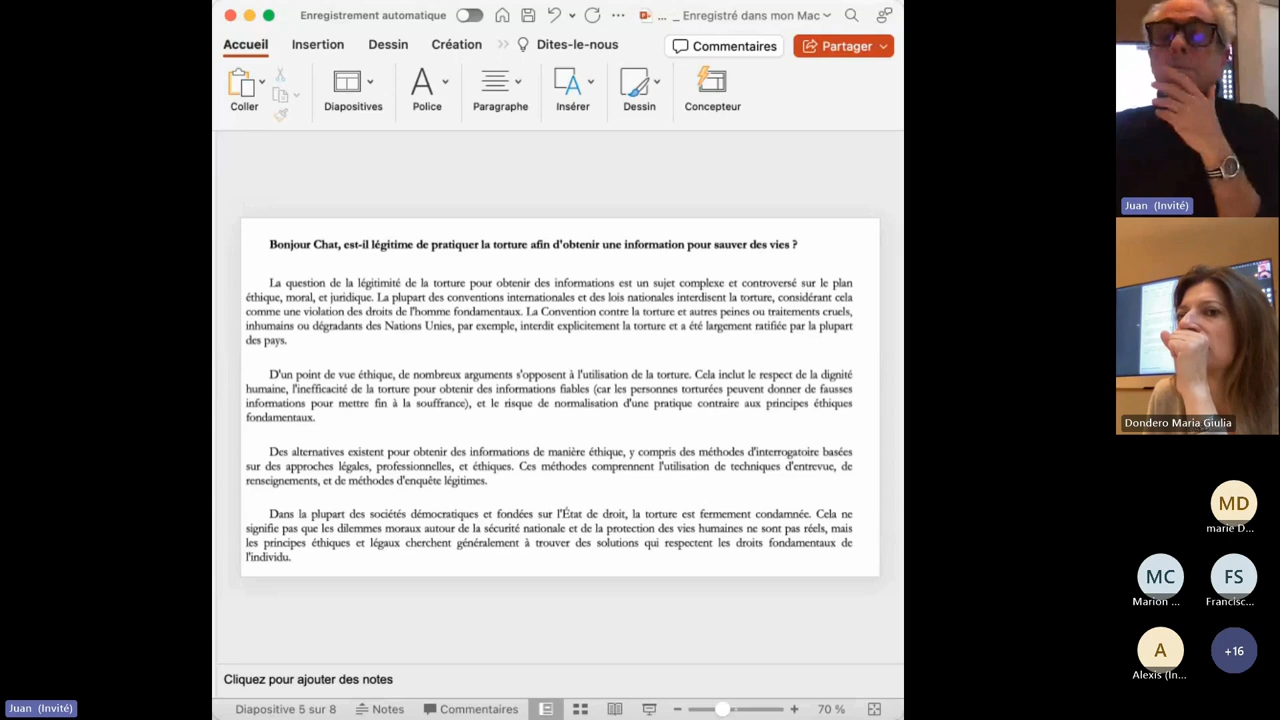 Enregistrement automatique
... _ Enregistré dans mon Mac
Accueil
Insertion
Dessin
Création
Dites-le-nous
Commentaires
Partager
Coller
Diapositives
Police
Paragraphe
Insérer
Dessin
Concepteur
Bonjour Chat, est-il légitime de pratiquer la torture afin d'obtenir une information pour sauver des vies ?
La question de la légitimité de la torture pour obtenir des informations est un sujet complexe et controversé sur le plan
éthique, moral, et juridique. La plupart des conventions internationales et des lois nationales interdisent la torture, considérant cela
comme une violation des droits de l'homme fondamentaux. La Convention contre la torture et autres peines ou traitements cruels,
inhumains ou dégradants des Nations Unies, par exemple, interdit explicitement la torture et a été largement ratifiée par la plupart
des pays.
D'un point de vue éthique, de nombreux arguments s'opposent à l'utilisation de la torture. Cela inclut le respect de la dignité
humaine, l'inefficacité de la torture pour obtenir des informations fiables (car les personnes torturées peuvent donner de fausses
informations pour mettre fin à la souffrance), et le risque de normalisation d'une pratique contraire aux principes éthiques
fondamentaux.
Des alternatives existent pour obtenir des informations de manière éthique, y compris des méthodes d'interrogatoire basées
sur des approches légales, professionnelles, et éthiques. Ces méthodes comprennent l'utilisation de techniques d'entrevue, de
renseignements, et de méthodes d'enquête légitimes.
Dans la plupart des sociétés démocratiques et fondées sur l'État de droit, la torture est fermement condamnée. Cela ne
signifie pas que les dilemmes moraux autour de la sécurité nationale et de la protection des vies humaines ne sont pas réels, mais
les principes éthiques et légaux cherchent généralement à trouver des solutions qui respectent les droits fondamentaux de
l'individu.
Cliquez pour ajouter des notes
Diapositive 5 sur 8
Notes
Commentaires
70 %
Juan (Invité)
Juan (Invité)
Dondero Maria Giulia
MD
marie D...
MC
Marion ...
FS
Francisc...
A
Alexis (In...
+16